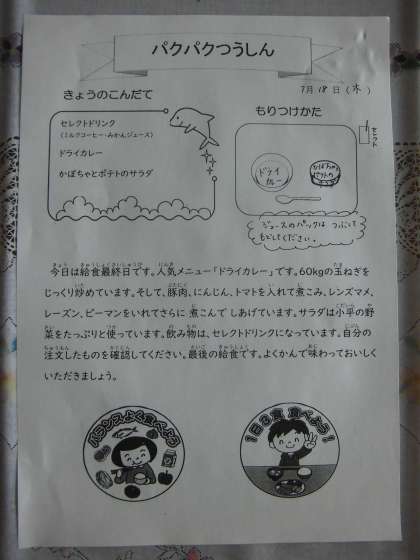 パクパクつうしん
7月18日(水)
きょうのこんだて
セレクトドリンク
(ミルクコーヒー・みかんジュース)
ドライカレー
かぼちゃとポテトのサラダ
もりつけかた
セレクト
ドライ
カレー
かぼちゃと
ポテトの
ジュースのパックは つぶして
もどしてください。
今日は給食最終日です。人気メニュー「ドライカレー」です。60kgの玉ねぎを
じっくり炒めています。そして、豚肉、にんじん、トマトを入れて煮こみ、レンズマメ、
レーズン、ピーマンをいれてさらに 煮こんで しあげています。サラダは小平の野
菜をたっぷりと使っています。飲み物は、セレクトドリンクになっています。自分の
注文したものを確認してください。最後の給食です。よくかんで味わっておいしく
いただきましょう。
バランスよく食べよう
1日3食 食べよう!